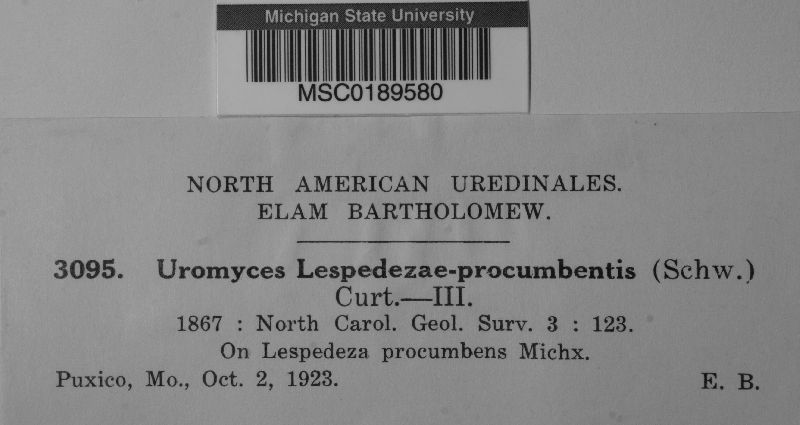 Michigan State University
MSC0189580
NORTH AMERICAN UREDINALES.
ELAM BARTHOLOMEW.
3095. Uromyces Lespedezae-procumbentis (Schw.)
Curt.—III.
1867 : North Carol. Geol. Surv. 3 : 123.
On Lespedeza procumbens Michx.
Puxico, Mo., Oct. 2, 1923. E. B.